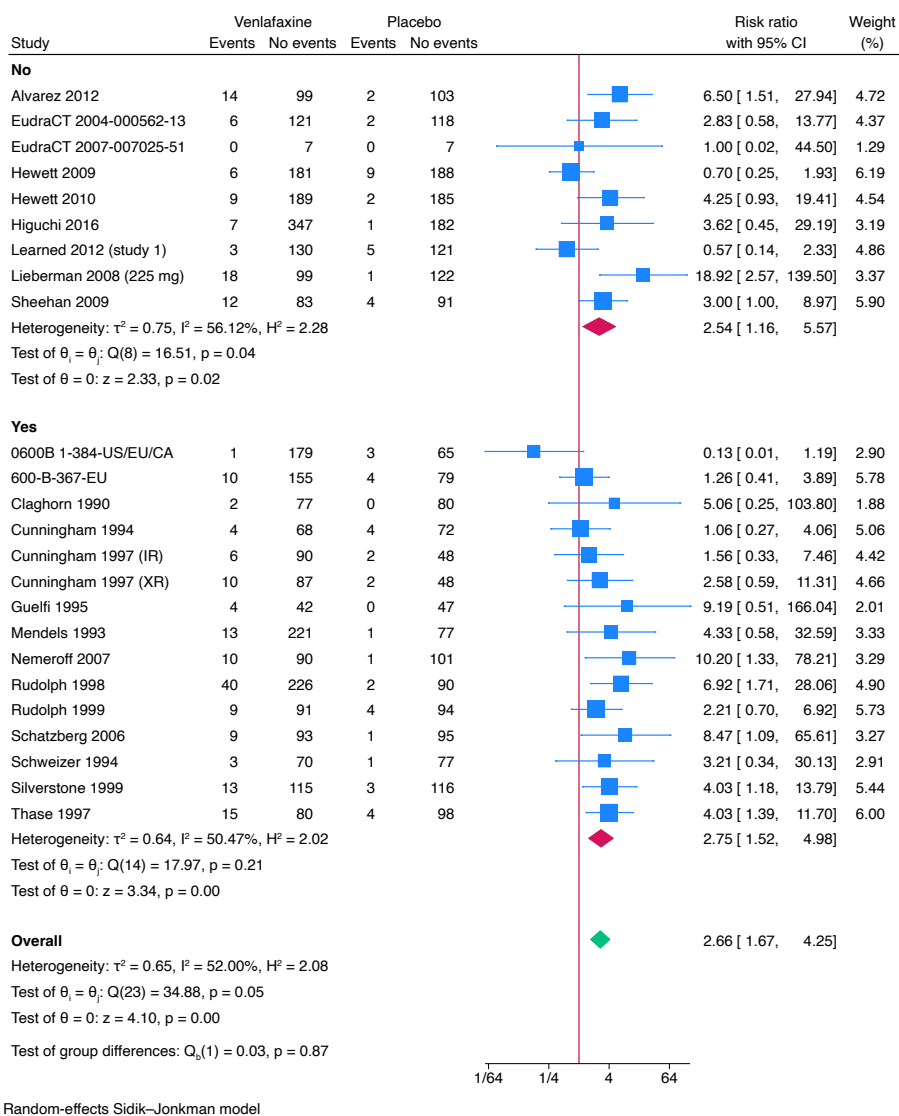 Venlafaxine Placebo Risk ratio Weight
Study Events No events Events No events with 95% CI (%)
No
Alvarez 2012 14 99 2 103 6.50 [ 1.51, 27.94] 4.72
EudraCT 2004-000562-13 6 121 2 118 2.83 [ 0.58, 13.77] 4.37
EudraCT 2007-007025-51 0 7 0 7 1.00 [ 0.02, 44.50] 1.29
Hewett 2009 6 181 9 188 0.70 [ 0.25, 1.93] 6.19
Hewett 2010 9 189 2 185 4.25 [ 0.93, 19.41] 4.54
Higuchi 2016 7 347 1 182 3.62 [ 0.45, 29.19] 3.19
Learned 2012 (study 1) 3 130 5 121 0.57 [ 0.14, 2.33] 4.86
Lieberman 2008 (225 mg) 18 99 1 122 18.92 [ 2.57, 139.50] 3.37
Sheehan 2009 12 83 4 91 3.00 [ 1.00, 8.97] 5.90
Heterogeneity: τ² = 0.75, I² = 56.12%, H² = 2.28 2.54 [ 1.16, 5.57]
Test of θᵢ = θⱼ: Q(8) = 16.51, p = 0.04
Test of θ = 0: z = 2.33, p = 0.02
Yes
0600B 1-384-US/EU/CA 1 179 3 65 0.13 [ 0.01, 1.19] 2.90
600-B-367-EU 10 155 4 79 1.26 [ 0.41, 3.89] 5.78
Claghorn 1990 2 77 0 80 5.06 [ 0.25, 103.80] 1.88
Cunningham 1994 4 68 4 72 1.06 [ 0.27, 4.06] 5.06
Cunningham 1997 (IR) 6 90 2 48 1.56 [ 0.33, 7.46] 4.42
Cunningham 1997 (XR) 10 87 2 48 2.58 [ 0.59, 11.31] 4.66
Guelfi 1995 4 42 0 47 9.19 [ 0.51, 166.04] 2.01
Mendels 1993 13 221 1 77 4.33 [ 0.58, 32.59] 3.33
Nemeroff 2007 10 90 1 101 10.20 [ 1.33, 78.21] 3.29
Rudolph 1998 40 226 2 90 6.92 [ 1.71, 28.06] 4.90
Rudolph 1999 9 91 4 94 2.21 [ 0.70, 6.92] 5.73
Schatzberg 2006 9 93 1 95 8.47 [ 1.09, 65.61] 3.27
Schweizer 1994 3 70 1 77 3.21 [ 0.34, 30.13] 2.91
Silverstone 1999 13 115 3 116 4.03 [ 1.18, 13.79] 5.44
Thase 1997 15 80 4 98 4.03 [ 1.39, 11.70] 6.00
Heterogeneity: τ² = 0.64, I² = 50.47%, H² = 2.02 2.75 [ 1.52, 4.98]
Test of θᵢ = θⱼ: Q(14) = 17.97, p = 0.21
Test of θ = 0: z = 3.34, p = 0.00
Overall 2.66 [ 1.67, 4.25]
Heterogeneity: τ² = 0.65, I² = 52.00%, H² = 2.08
Test of θᵢ = θⱼ: Q(23) = 34.88, p = 0.05
Test of θ = 0: z = 4.10, p = 0.00
Test of group differences: Q_b(1) = 0.03, p = 0.87
1/64 1/4 4 64
Random-effects Sidik–Jonkman model